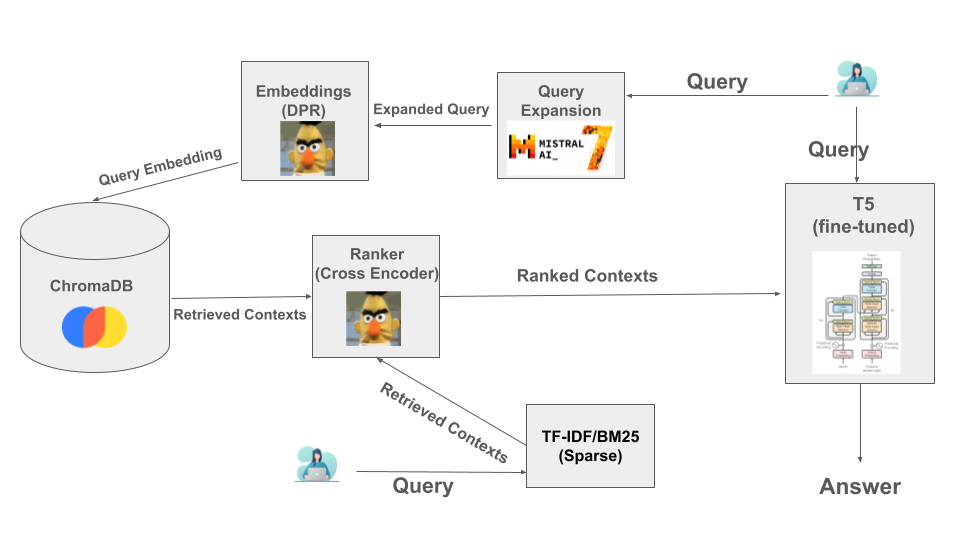 Query
Embeddings
(DPR)
Expanded Query
Query
Expansion
MISTRAL
AI_
Query
Query Embedding
T5
(fine-tuned)
ChromaDB
Retrieved Contexts
Ranker
(Cross Encoder)
Ranked Contexts
Retrieved Contexts
TF-IDF/BM25
(Sparse)
Query
Answer